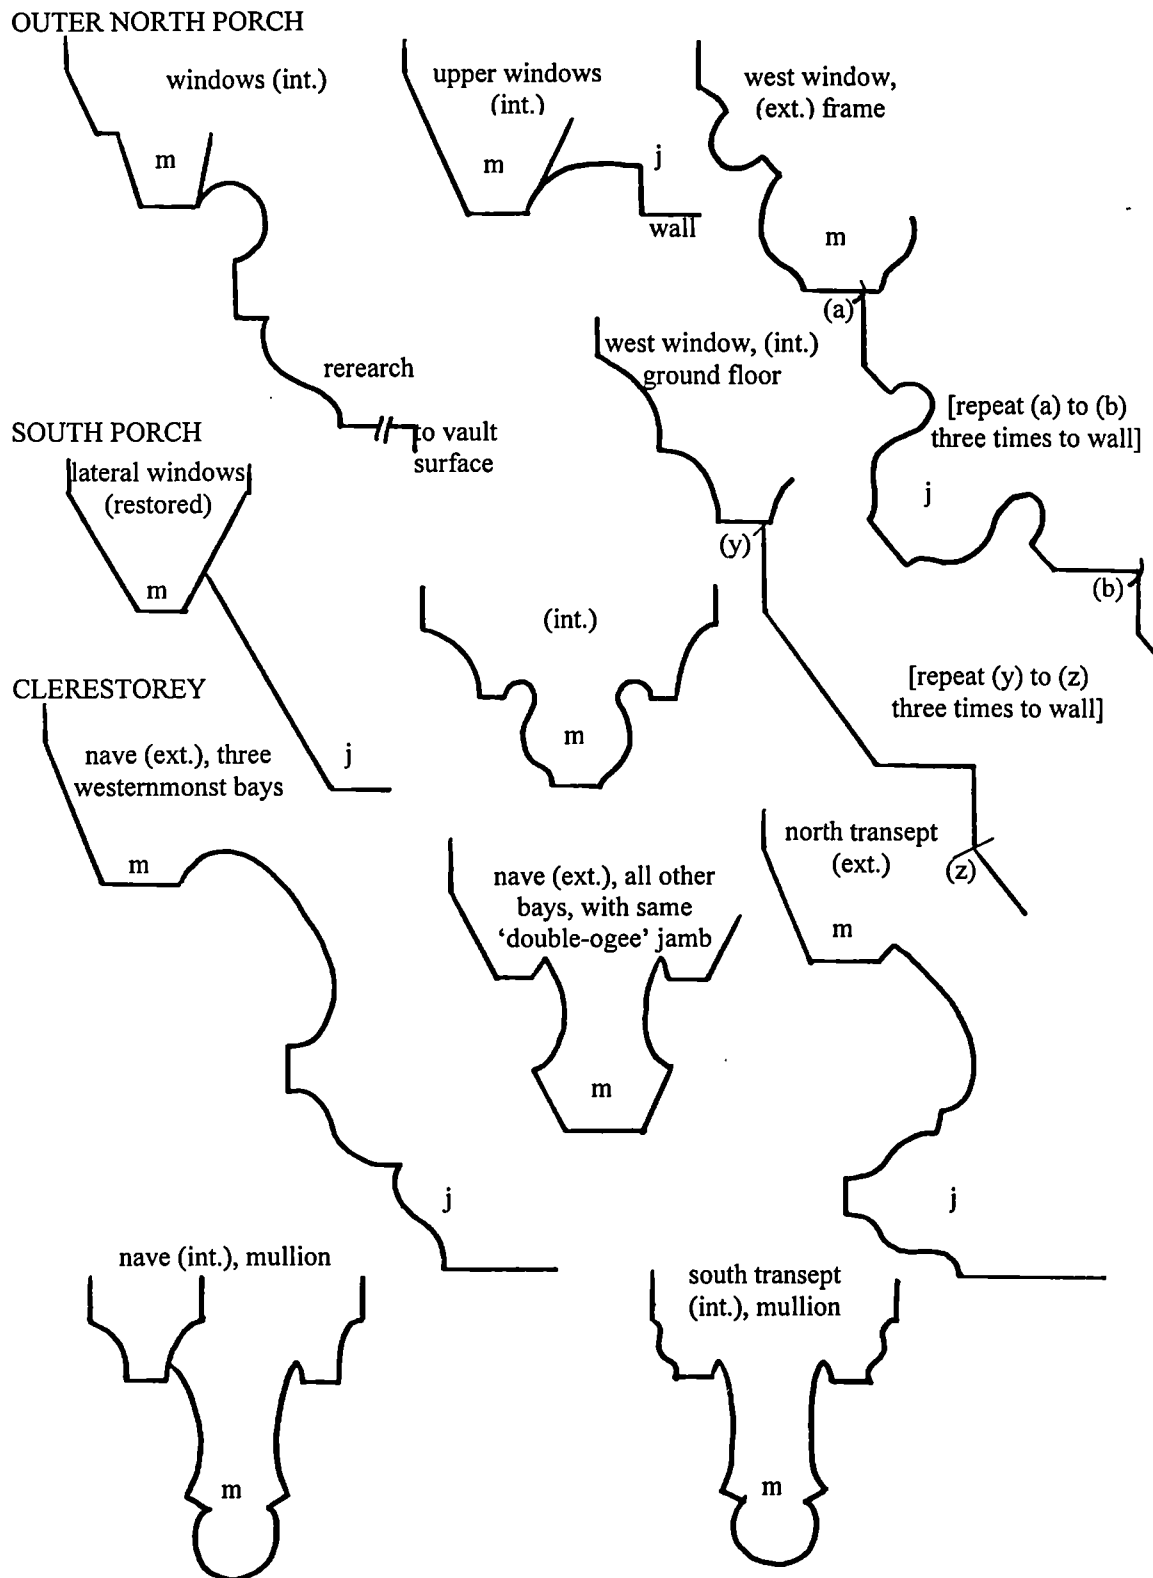 OUTER NORTH PORCH
windows (int.)
m
rerearch
to vault
surface
upper windows
(int.)
m
j
wall
west window,
(ext.) frame
m
(a)
[repeat (a) to (b)
three times to wall]
j
(b)
west window, (int.)
ground floor
(y)
[repeat (y) to (z)
three times to wall]
(z)
(int.)
m
SOUTH PORCH
lateral windows
(restored)
m
j
CLERESTOREY
nave (ext.), three
westernmonst bays
m
j
nave (ext.), all other
bays, with same
‘double-ogee’ jamb
m
north transept
(ext.)
m
j
nave (int.), mullion
m
south transept
(int.), mullion
m